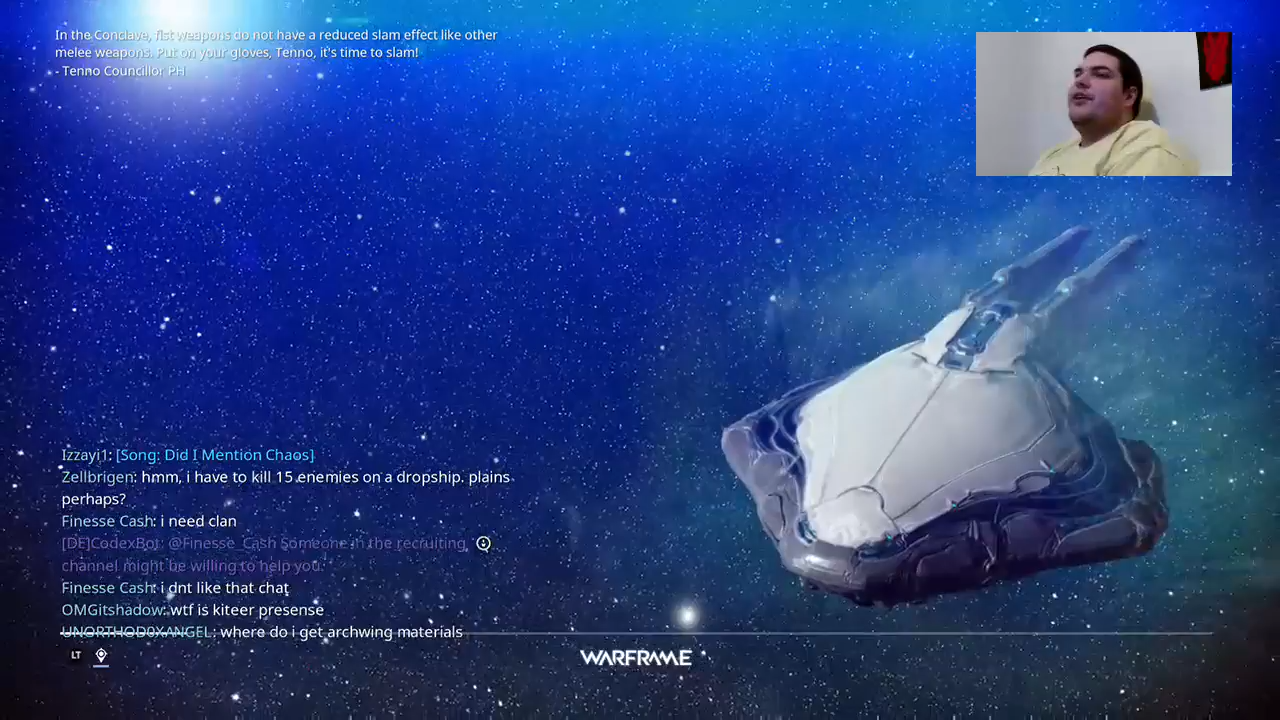 In the Conclave, fist weapons do not have a reduced slam effect like other
melee weapons. Put on your gloves, Tenno, it's time to slam!
- Tenno Councillor PH
Izzayi1: [Song: Did I Mention Chaos]
Zellbrigen: hmm, i have to kill 15 enemies on a dropship. plains
perhaps?
Finesse Cash: i need clan
[DE]CodexBot: @Finesse_Cash Someone in the recruiting
channel might be willing to help you.
Finesse Cash: i dnt like that chat
OMGitshadow: wtf is kiteer presense
UNORTHOD0XANGEL: where do i get archwing materials
LT
WARFRAME